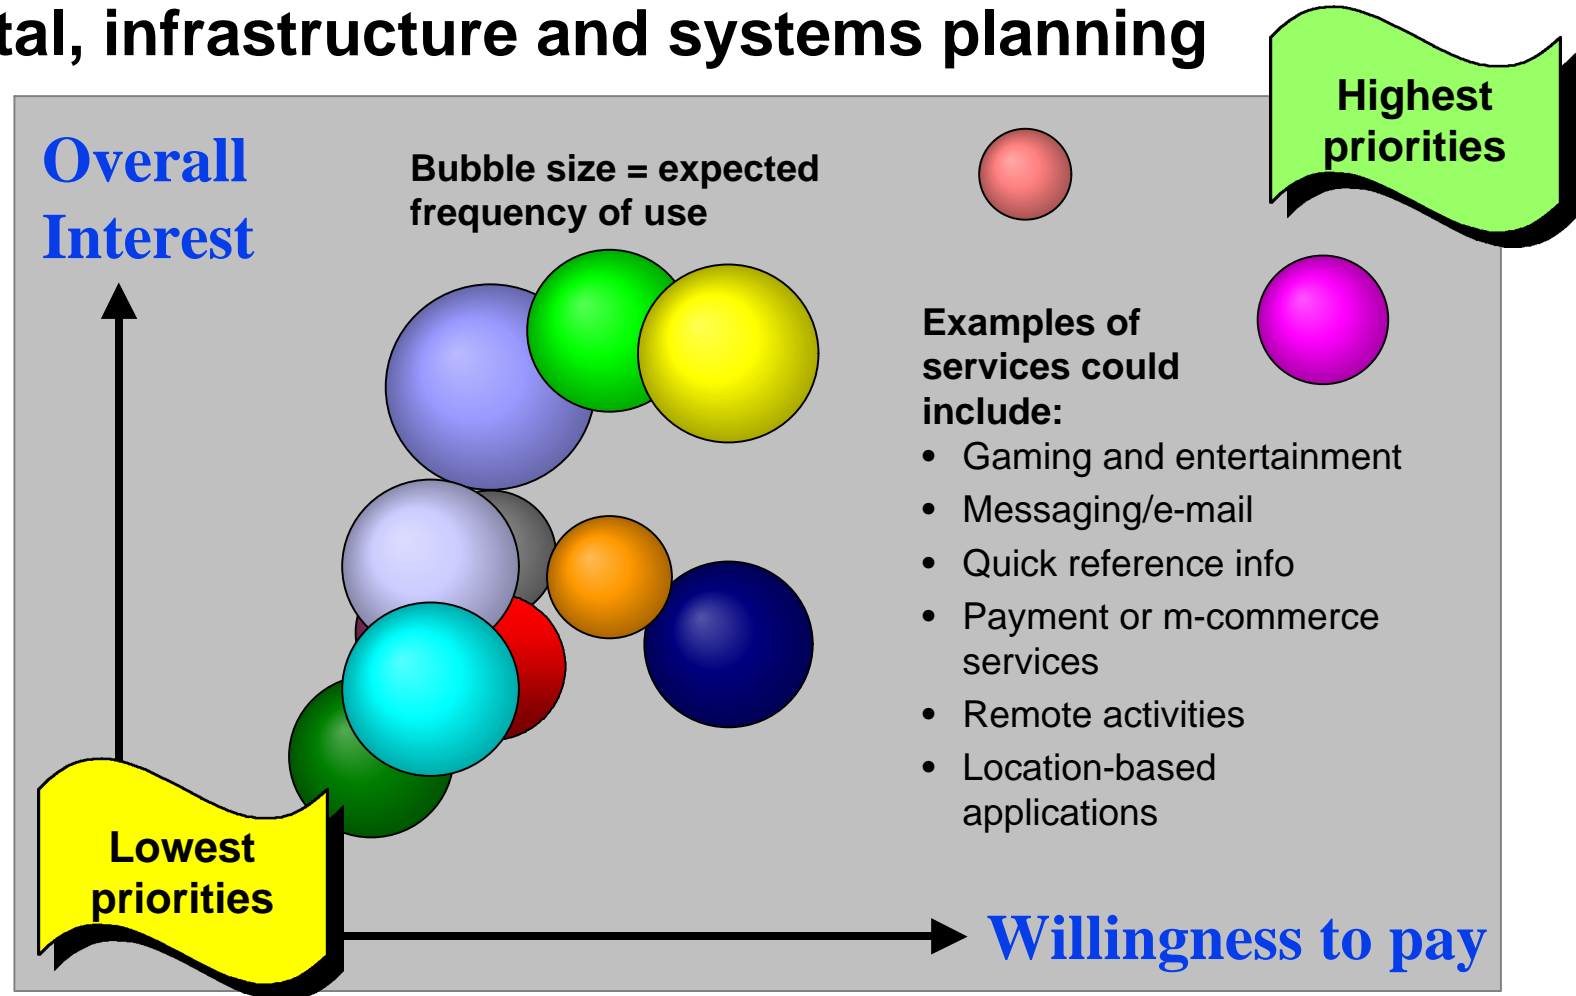 infrastructure and systems planning
Highest
priorities
Overall
Interest
Bubble size = expected
frequency of use
Examples of
services could
include:
• Gaming and entertainment
• Messaging/e-mail
• Quick reference info
• Payment or m-commerce
services
• Remote activities
• Location-based
applications
Lowest
priorities
Willingness to pay